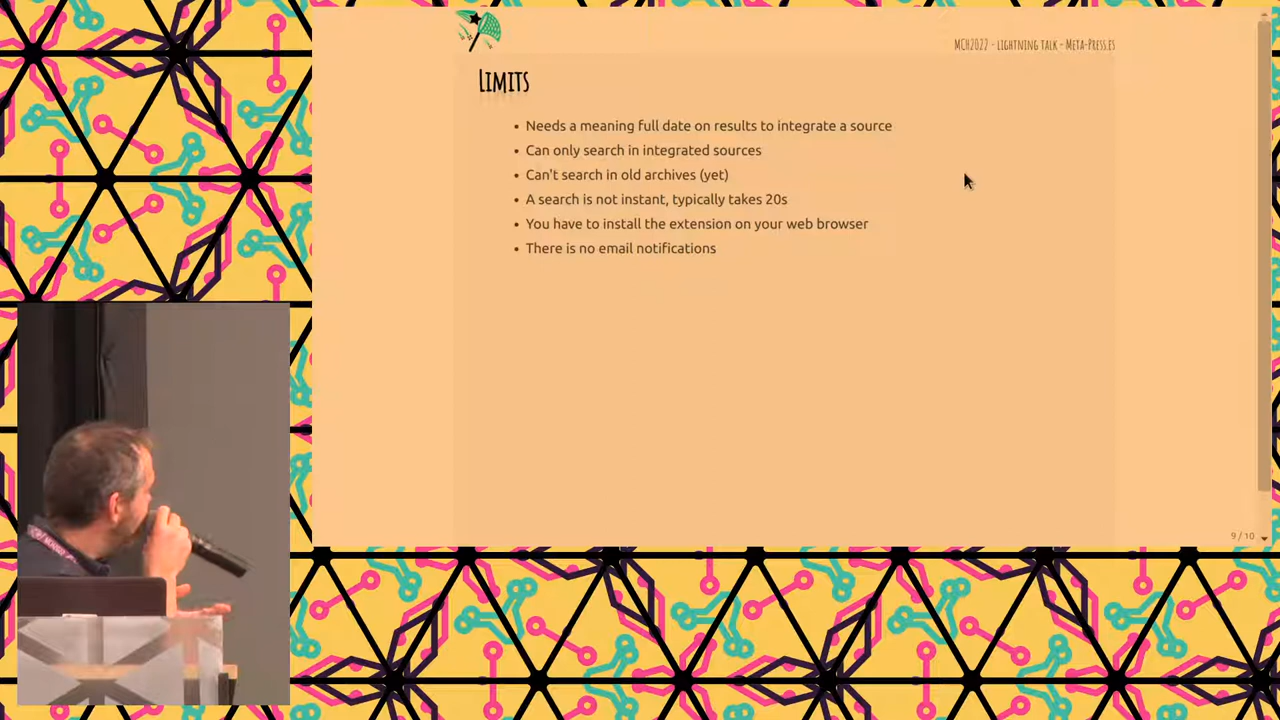 MCH2022 - lightning talk - Meta-Press.es
Limits
Needs a meaning full date on results to integrate a source
Can only search in integrated sources
Can't search in old archives (yet)
A search is not instant, typically takes 20s
You have to install the extension on your web browser
There is no email notifications
9 / 10